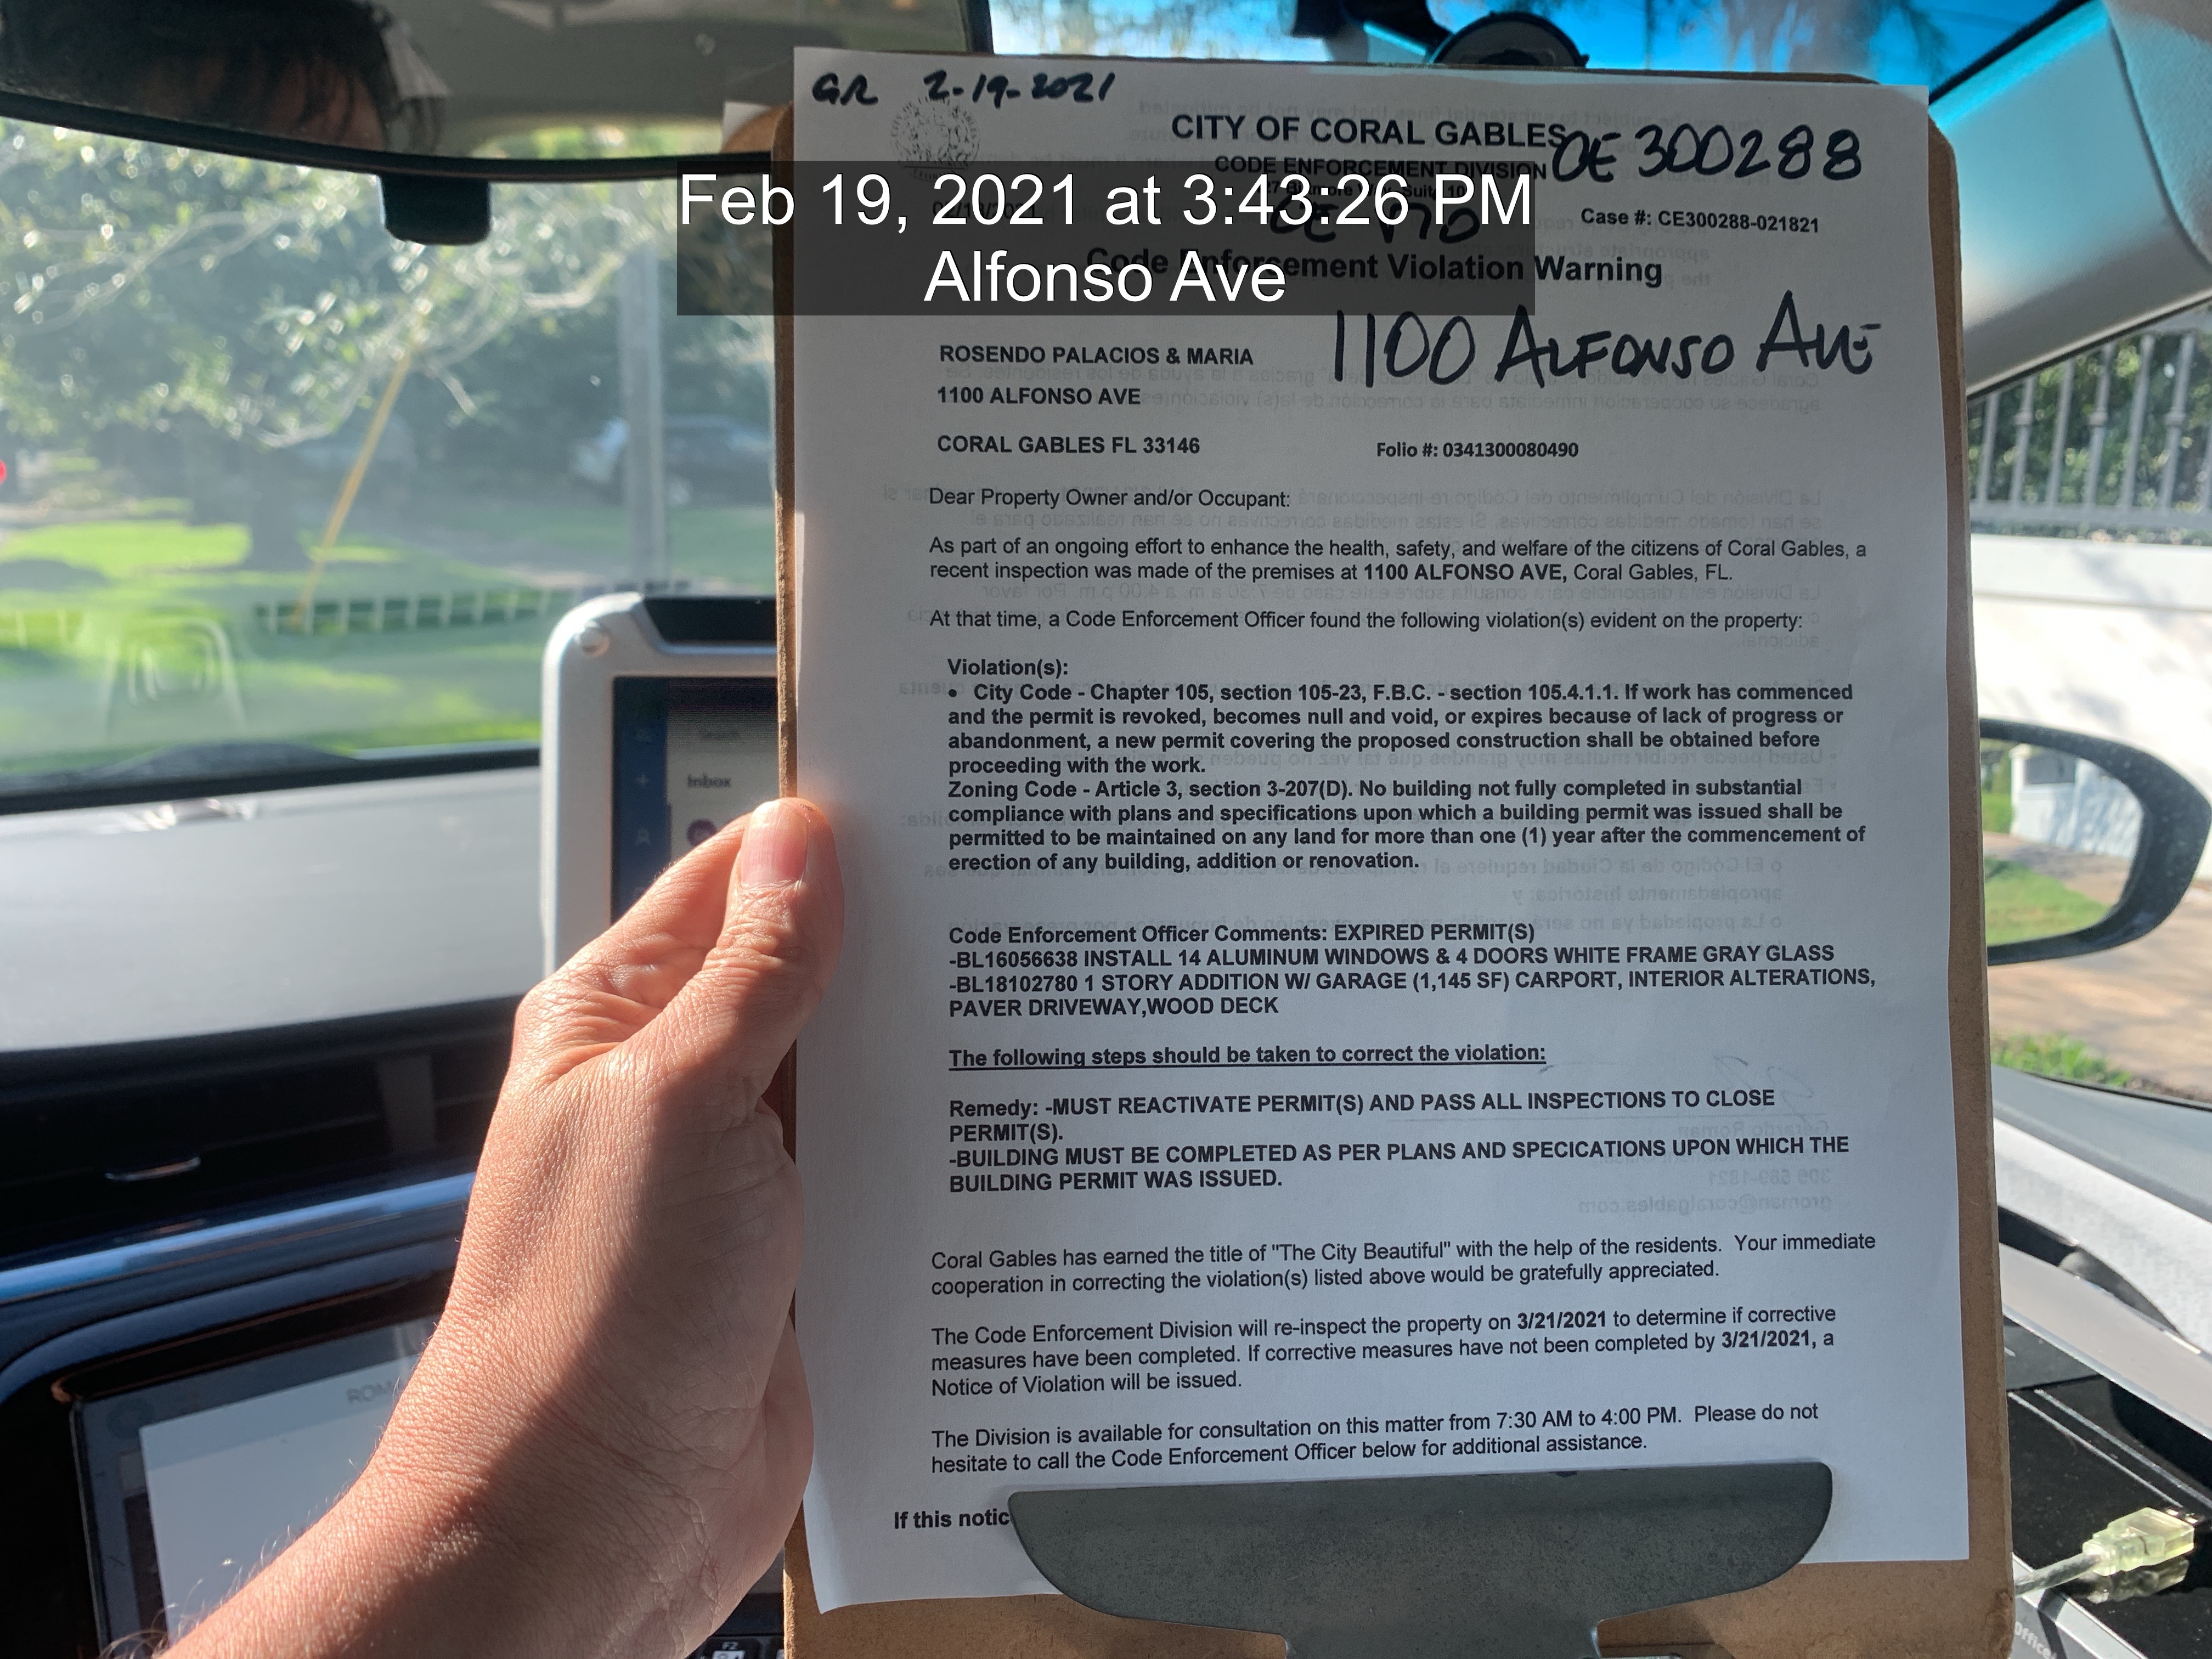 GR 2-19-2021
CITY OF CORAL GABLES
CE 300288
CODE ENFORCEMENT DIVISION
Feb 19, 2021 at 3:43:26 PM
Alfonso Ave
Case #: CE300288-021821
Code Enforcement Violation Warning
1100 ALFONSO AVE
ROSENDO PALACIOS & MARIA
1100 ALFONSO AVE
CORAL GABLES FL 33146
Folio #: 0341300080490
Dear Property Owner and/or Occupant:
As part of an ongoing effort to enhance the health, safety, and welfare of the citizens of Coral Gables, a
recent inspection was made of the premises at 1100 ALFONSO AVE, Coral Gables, FL.
At that time, a Code Enforcement Officer found the following violation(s) evident on the property:
Violation(s):
• City Code - Chapter 105, section 105-23, F.B.C. - section 105.4.1.1. If work has commenced
and the permit is revoked, becomes null and void, or expires because of lack of progress or
abandonment, a new permit covering the proposed construction shall be obtained before
proceeding with the work.
Zoning Code - Article 3, section 3-207(D). No building not fully completed in substantial
compliance with plans and specifications upon which a building permit was issued shall be
permitted to be maintained on any land for more than one (1) year after the commencement of
erection of any building, addition or renovation.
Code Enforcement Officer Comments: EXPIRED PERMIT(S)
-BL16056638 INSTALL 14 ALUMINUM WINDOWS & 4 DOORS WHITE FRAME GRAY GLASS
-BL18102780 1 STORY ADDITION W/ GARAGE (1,145 SF) CARPORT, INTERIOR ALTERATIONS,
PAVER DRIVEWAY,WOOD DECK
The following steps should be taken to correct the violation:
Remedy: -MUST REACTIVATE PERMIT(S) AND PASS ALL INSPECTIONS TO CLOSE
PERMIT(S).
-BUILDING MUST BE COMPLETED AS PER PLANS AND SPECICATIONS UPON WHICH THE
BUILDING PERMIT WAS ISSUED.
Coral Gables has earned the title of "The City Beautiful" with the help of the residents. Your immediate
cooperation in correcting the violation(s) listed above would be gratefully appreciated.
The Code Enforcement Division will re-inspect the property on 3/21/2021 to determine if corrective
measures have been completed. If corrective measures have not been completed by 3/21/2021, a
Notice of Violation will be issued.
The Division is available for consultation on this matter from 7:30 AM to 4:00 PM. Please do not
hesitate to call the Code Enforcement Officer below for additional assistance.
If this notic
Inbox
F2